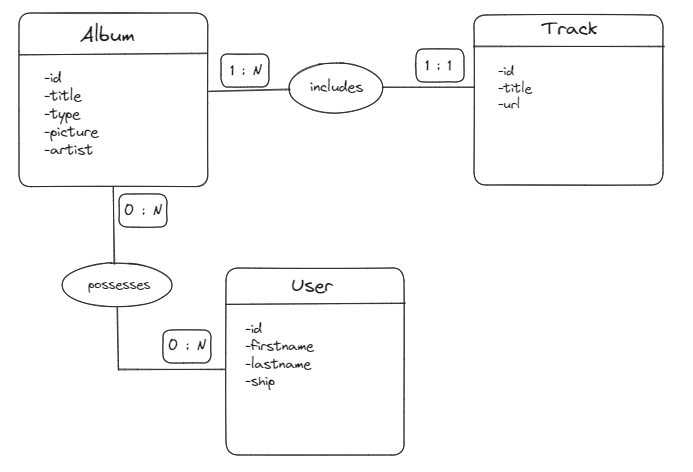 Album
-id
-title
-type
-picture
-artist
1 : N
includes
1 : 1
Track
-id
-title
-url
0 : N
possesses
0 : N
User
-id
-firstname
-lastname
-ship